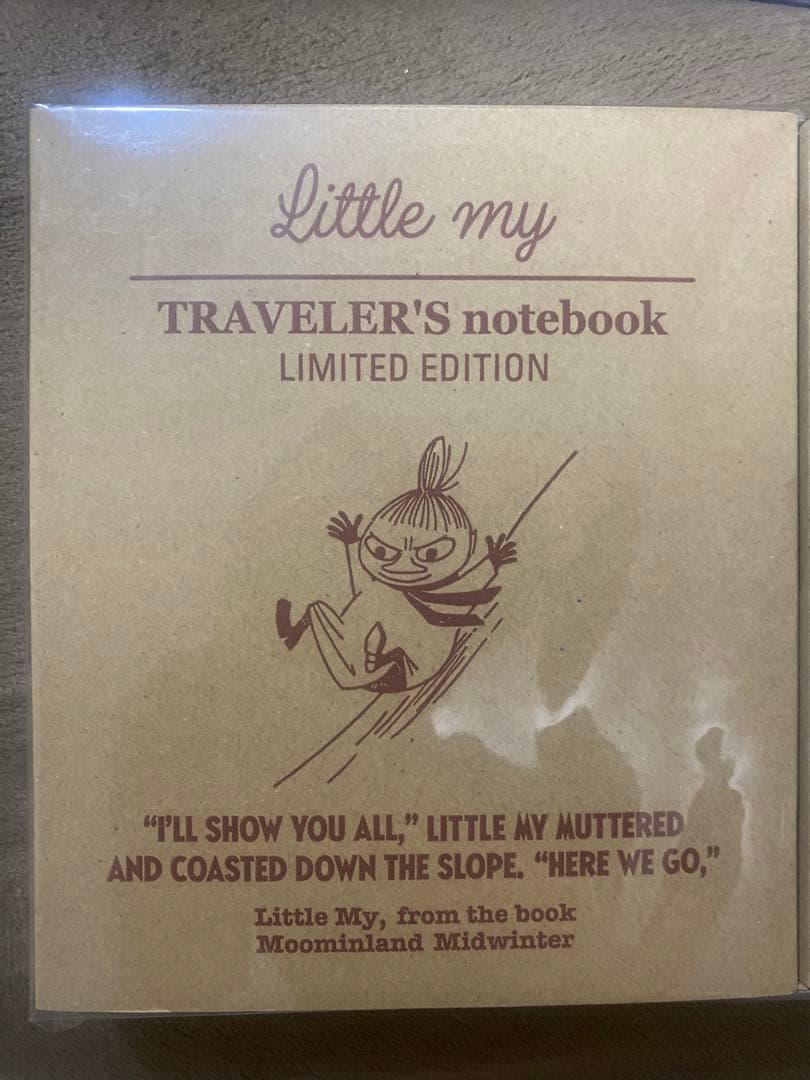 Little my
TRAVELER'S notebook
LIMITED EDITION
“I'LL SHOW YOU ALL,” LITTLE MY MUTTERED
AND COASTED DOWN THE SLOPE. “HERE WE GO,”
Little My, from the book
Moominland Midwinter